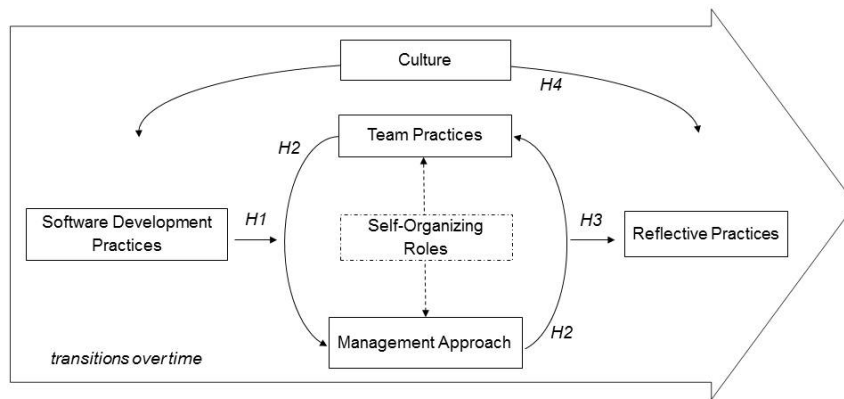 Culture
H4
H2
Team Practices
Software Development
Practices
H1
Self-Organizing
Roles
H3
Reflective Practices
Management Approach
H2
transitions over time